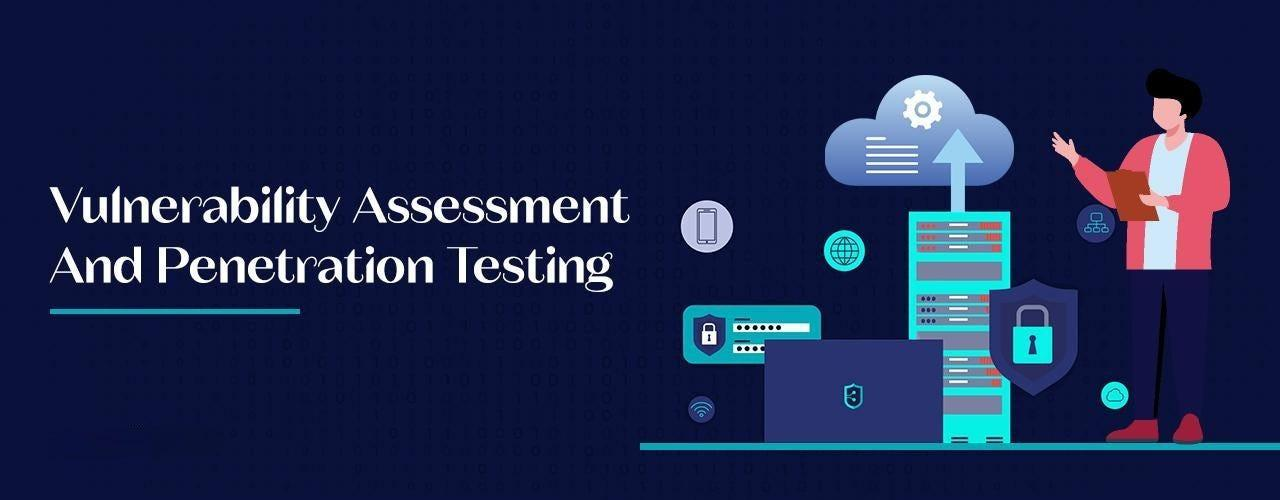 Vulnerability Assessment
And Penetration Testing